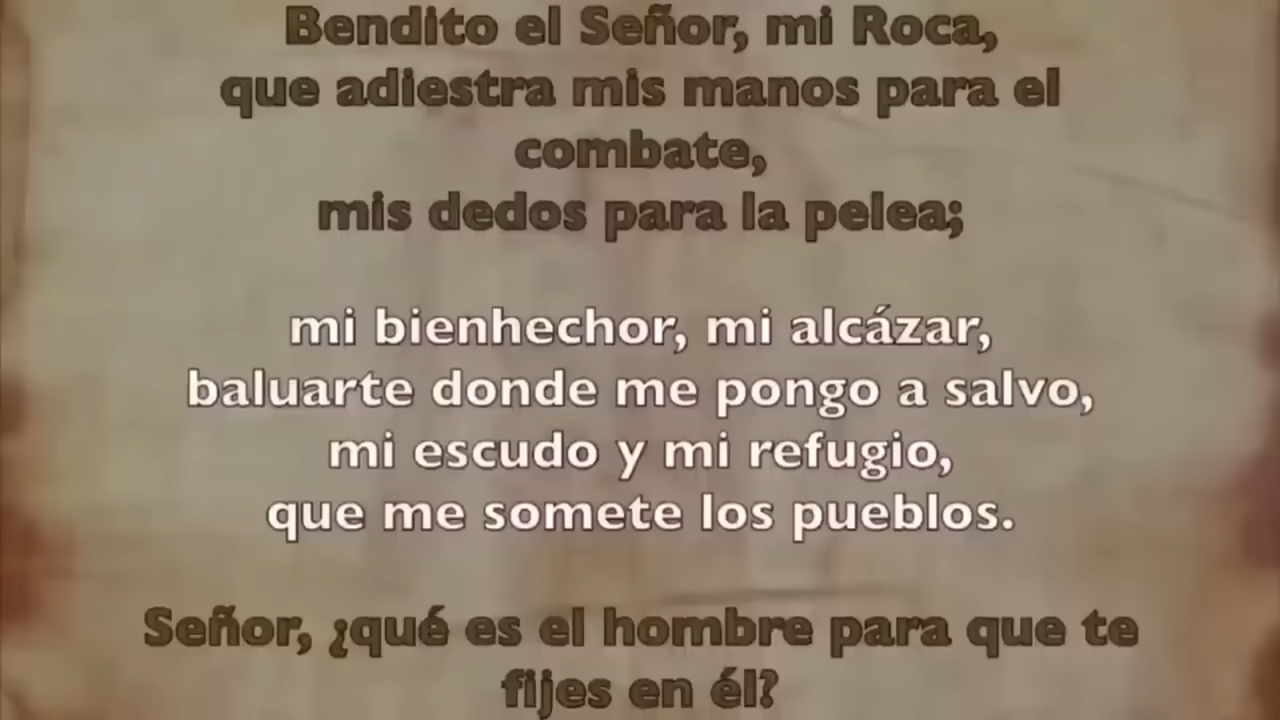 Bendito el Señor, mi Roca,
que adiestra mis manos para el
combate,
mis dedos para la pelea;
mi bienhechor, mi alcázar,
baluarte donde me pongo a salvo,
mi escudo y mi refugio,
que me somete los pueblos.
Señor, ¿qué es el hombre para que te
fijes en él?